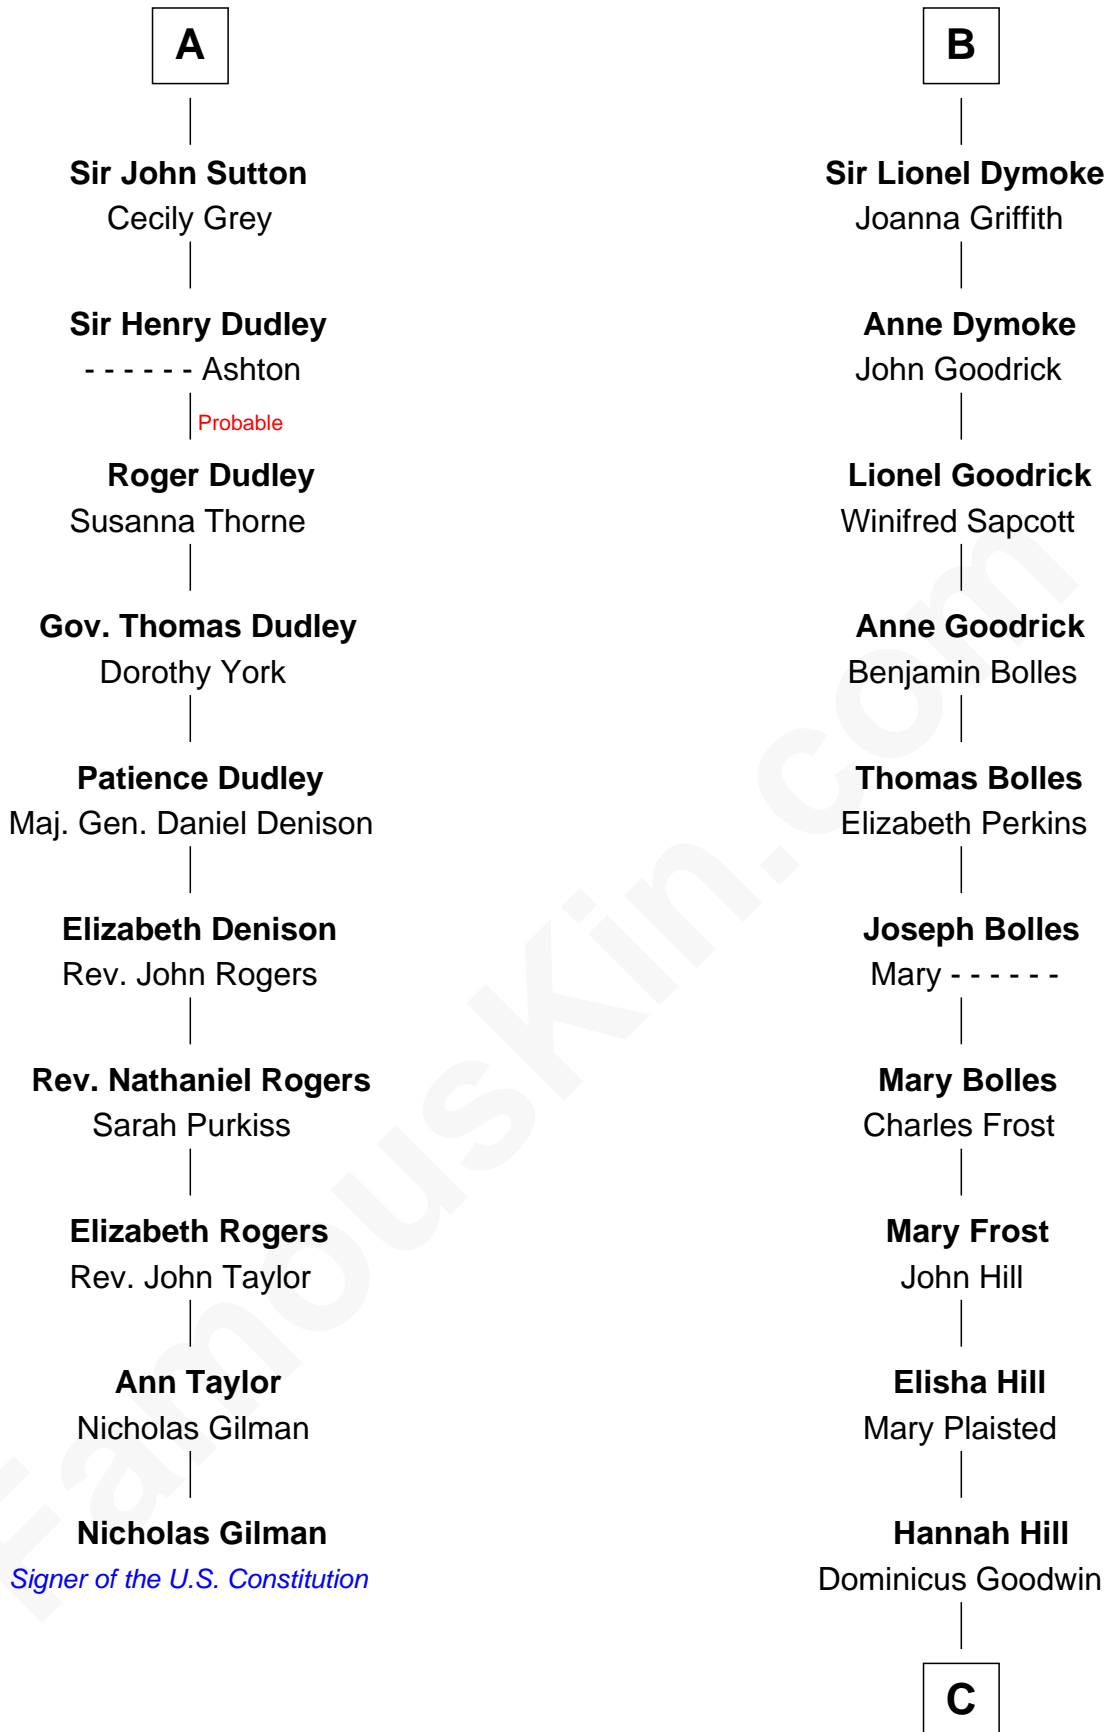 A
Sir John Sutton
Cecily Grey
Sir Henry Dudley
- - - - - - Ashton
Probable
Roger Dudley
Susanna Thorne
Gov. Thomas Dudley
Dorothy York
Patience Dudley
Maj. Gen. Daniel Denison
Elizabeth Denison
Rev. John Rogers
Rev. Nathaniel Rogers
Sarah Purkiss
Elizabeth Rogers
Rev. John Taylor
Ann Taylor
Nicholas Gilman
Nicholas Gilman
Signer of the U.S. Constitution
B
Sir Lionel Dymoke
Joanna Griffith
Anne Dymoke
John Goodrick
Lionel Goodrick
Winifred Sapcott
Anne Goodrick
Benjamin Bolles
Thomas Bolles
Elizabeth Perkins
Joseph Bolles
Mary - - - - - -
Mary Bolles
Charles Frost
Mary Frost
John Hill
Elisha Hill
Mary Plaisted
Hannah Hill
Dominicus Goodwin
C
FamousKin.com